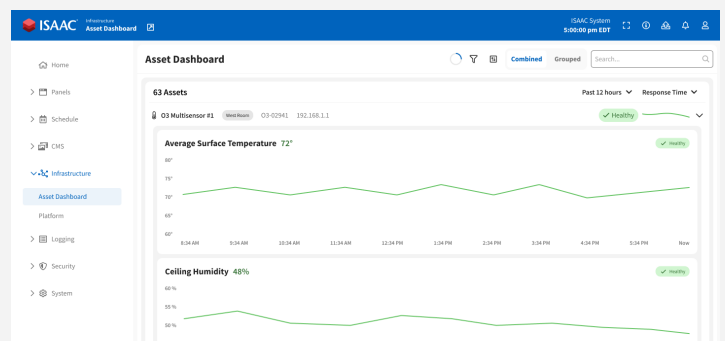 ISAAC
Infrastructure
Asset Dashboard
ISAAC System
5:00:00 pm EDT
Home
Panels
Schedule
CMS
Infrastructure
Asset Dashboard
Platform
Logging
Security
System
Asset Dashboard
Combined
Grouped
Search...
63 Assets
Past 12 hours
Response Time
O3 Multisensor #1
West Room
O3-02941
192.168.1.1
Healthy
Average Surface Temperature 72°
Healthy
80°
75°
70°
65°
60°
8:34 AM 9:34 AM 10:34 AM 11:34 AM 12:34 PM 1:34 PM 2:34 PM 3:34 PM 4:34 PM 5:34 PM Now
Ceiling Humidity 48%
Healthy
60 %
55 %
50 %